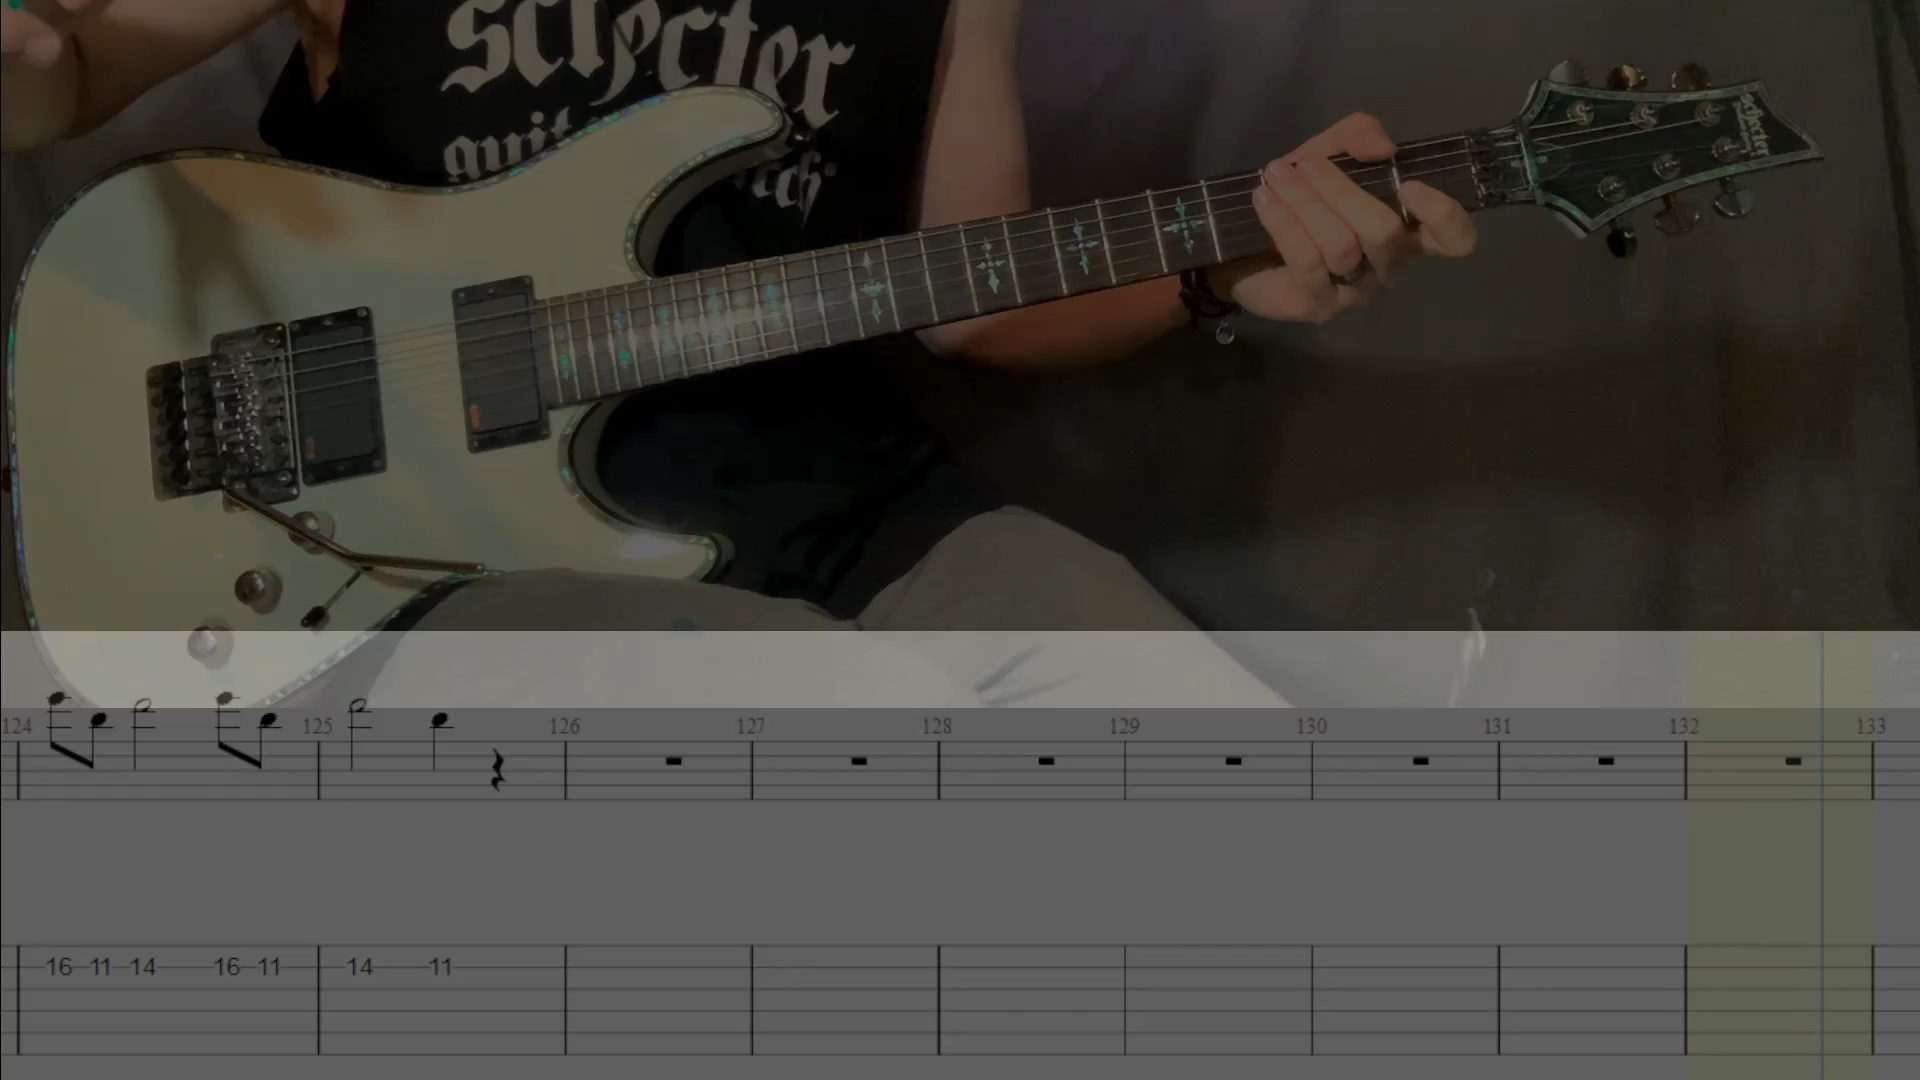 schecter
guit
schecter
124 125 126 127 128 129 130 131 132 133
16 11 14 16 11 14 11